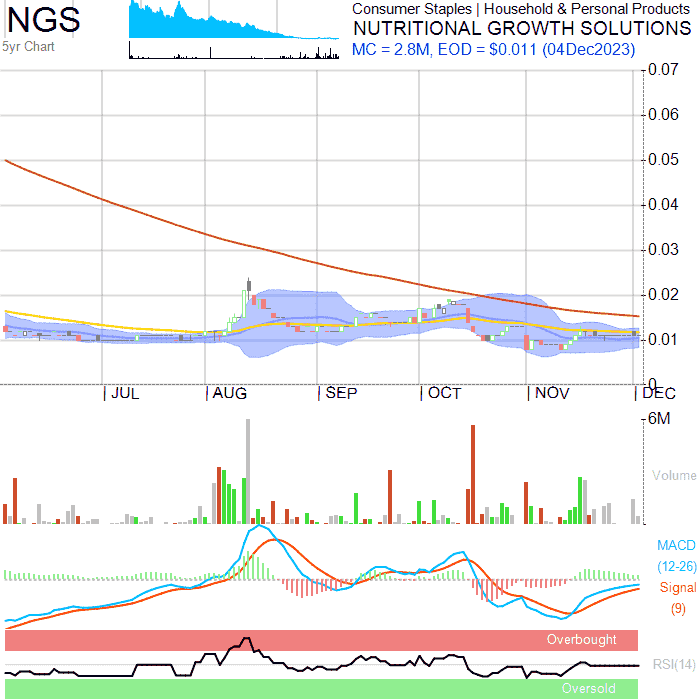 NGS
5yr Chart
Consumer Staples | Household & Personal Products
NUTRITIONAL GROWTH SOLUTIONS
MC = 2.8M, EOD = $0.011 (04Dec2023)
0.07
0.06
0.05
0.04
0.03
0.02
0.01
0
JUL AUG SEP OCT NOV DEC
6M
Volume
MACD
(12-26)
Signal
(9)
Overbought
RSI(14)
Oversold